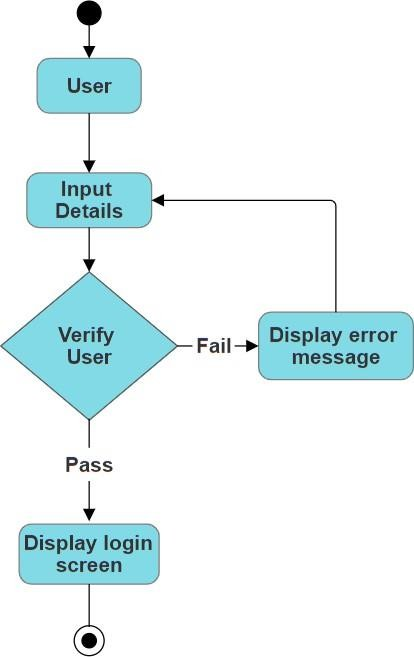 User
Input
Details
Verify
User
Fail
Display error
message
Pass
Display login
screen